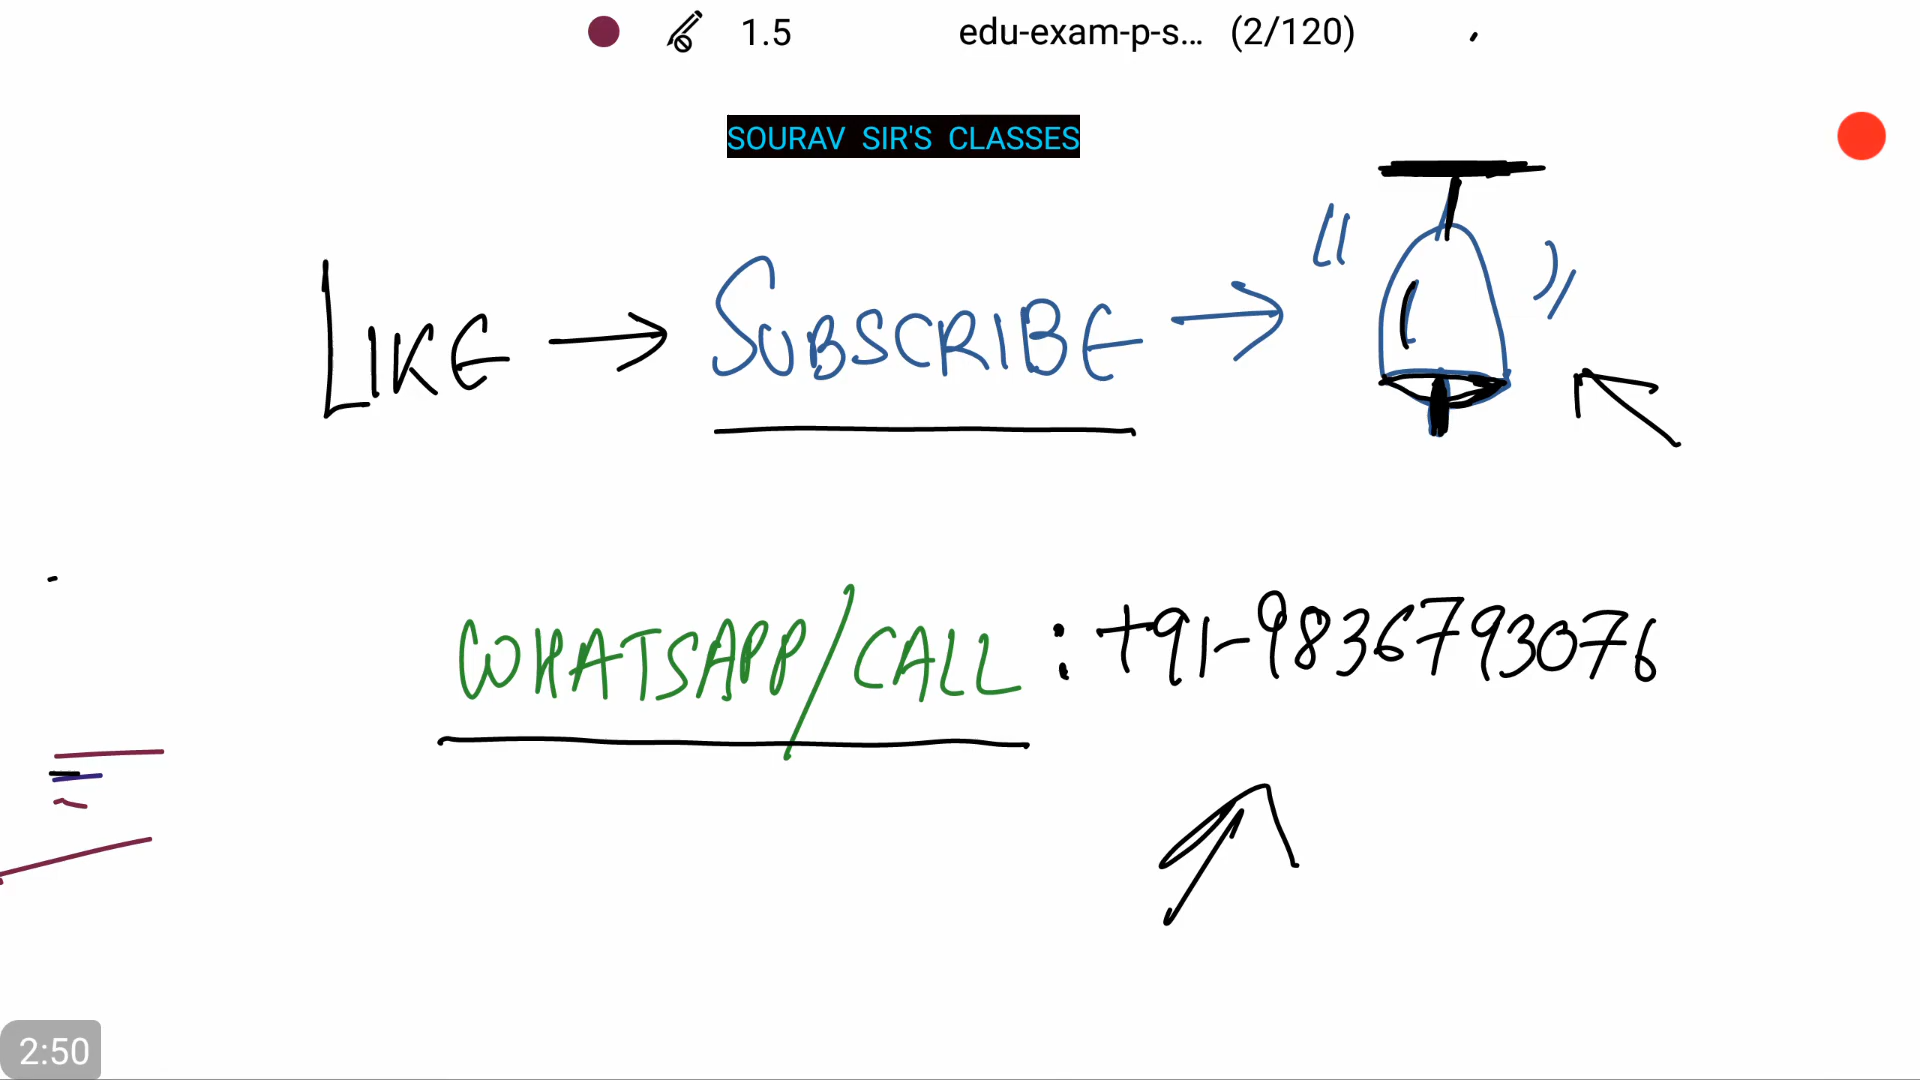 1.5 edu-exam-p-s... (2/120)
SOURAV SIR'S CLASSES
LIKE → SUBSCRIBE →
WHATSAPP/CALL : +91-9836793076
2:50